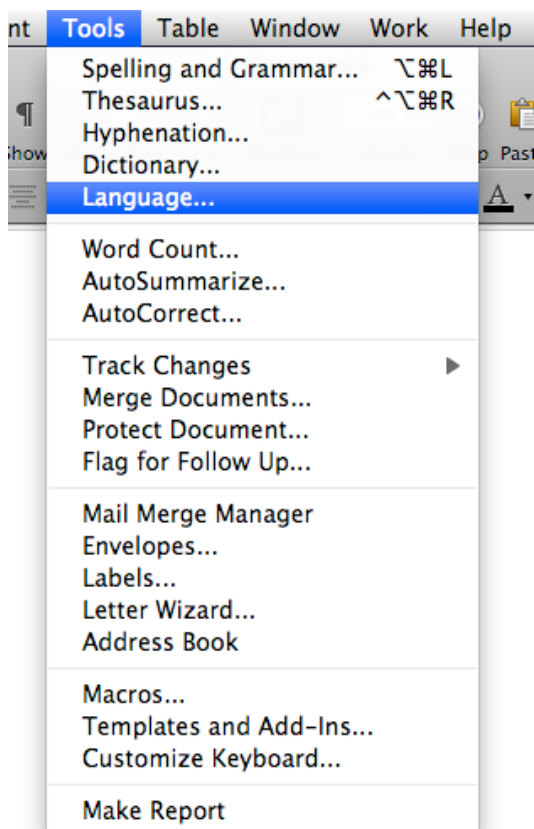 nt Tools Table Window Work Help
Spelling and Grammar... ⌥⌘L
Thesaurus... ^⌥⌘R
Hyphenation...
Show p Past
Dictionary...
Language... A
Word Count...
AutoSummarize...
AutoCorrect...
Track Changes
Merge Documents...
Protect Document...
Flag for Follow Up...
Mail Merge Manager
Envelopes...
Labels...
Letter Wizard...
Address Book
Macros...
Templates and Add-Ins...
Customize Keyboard...
Make Report